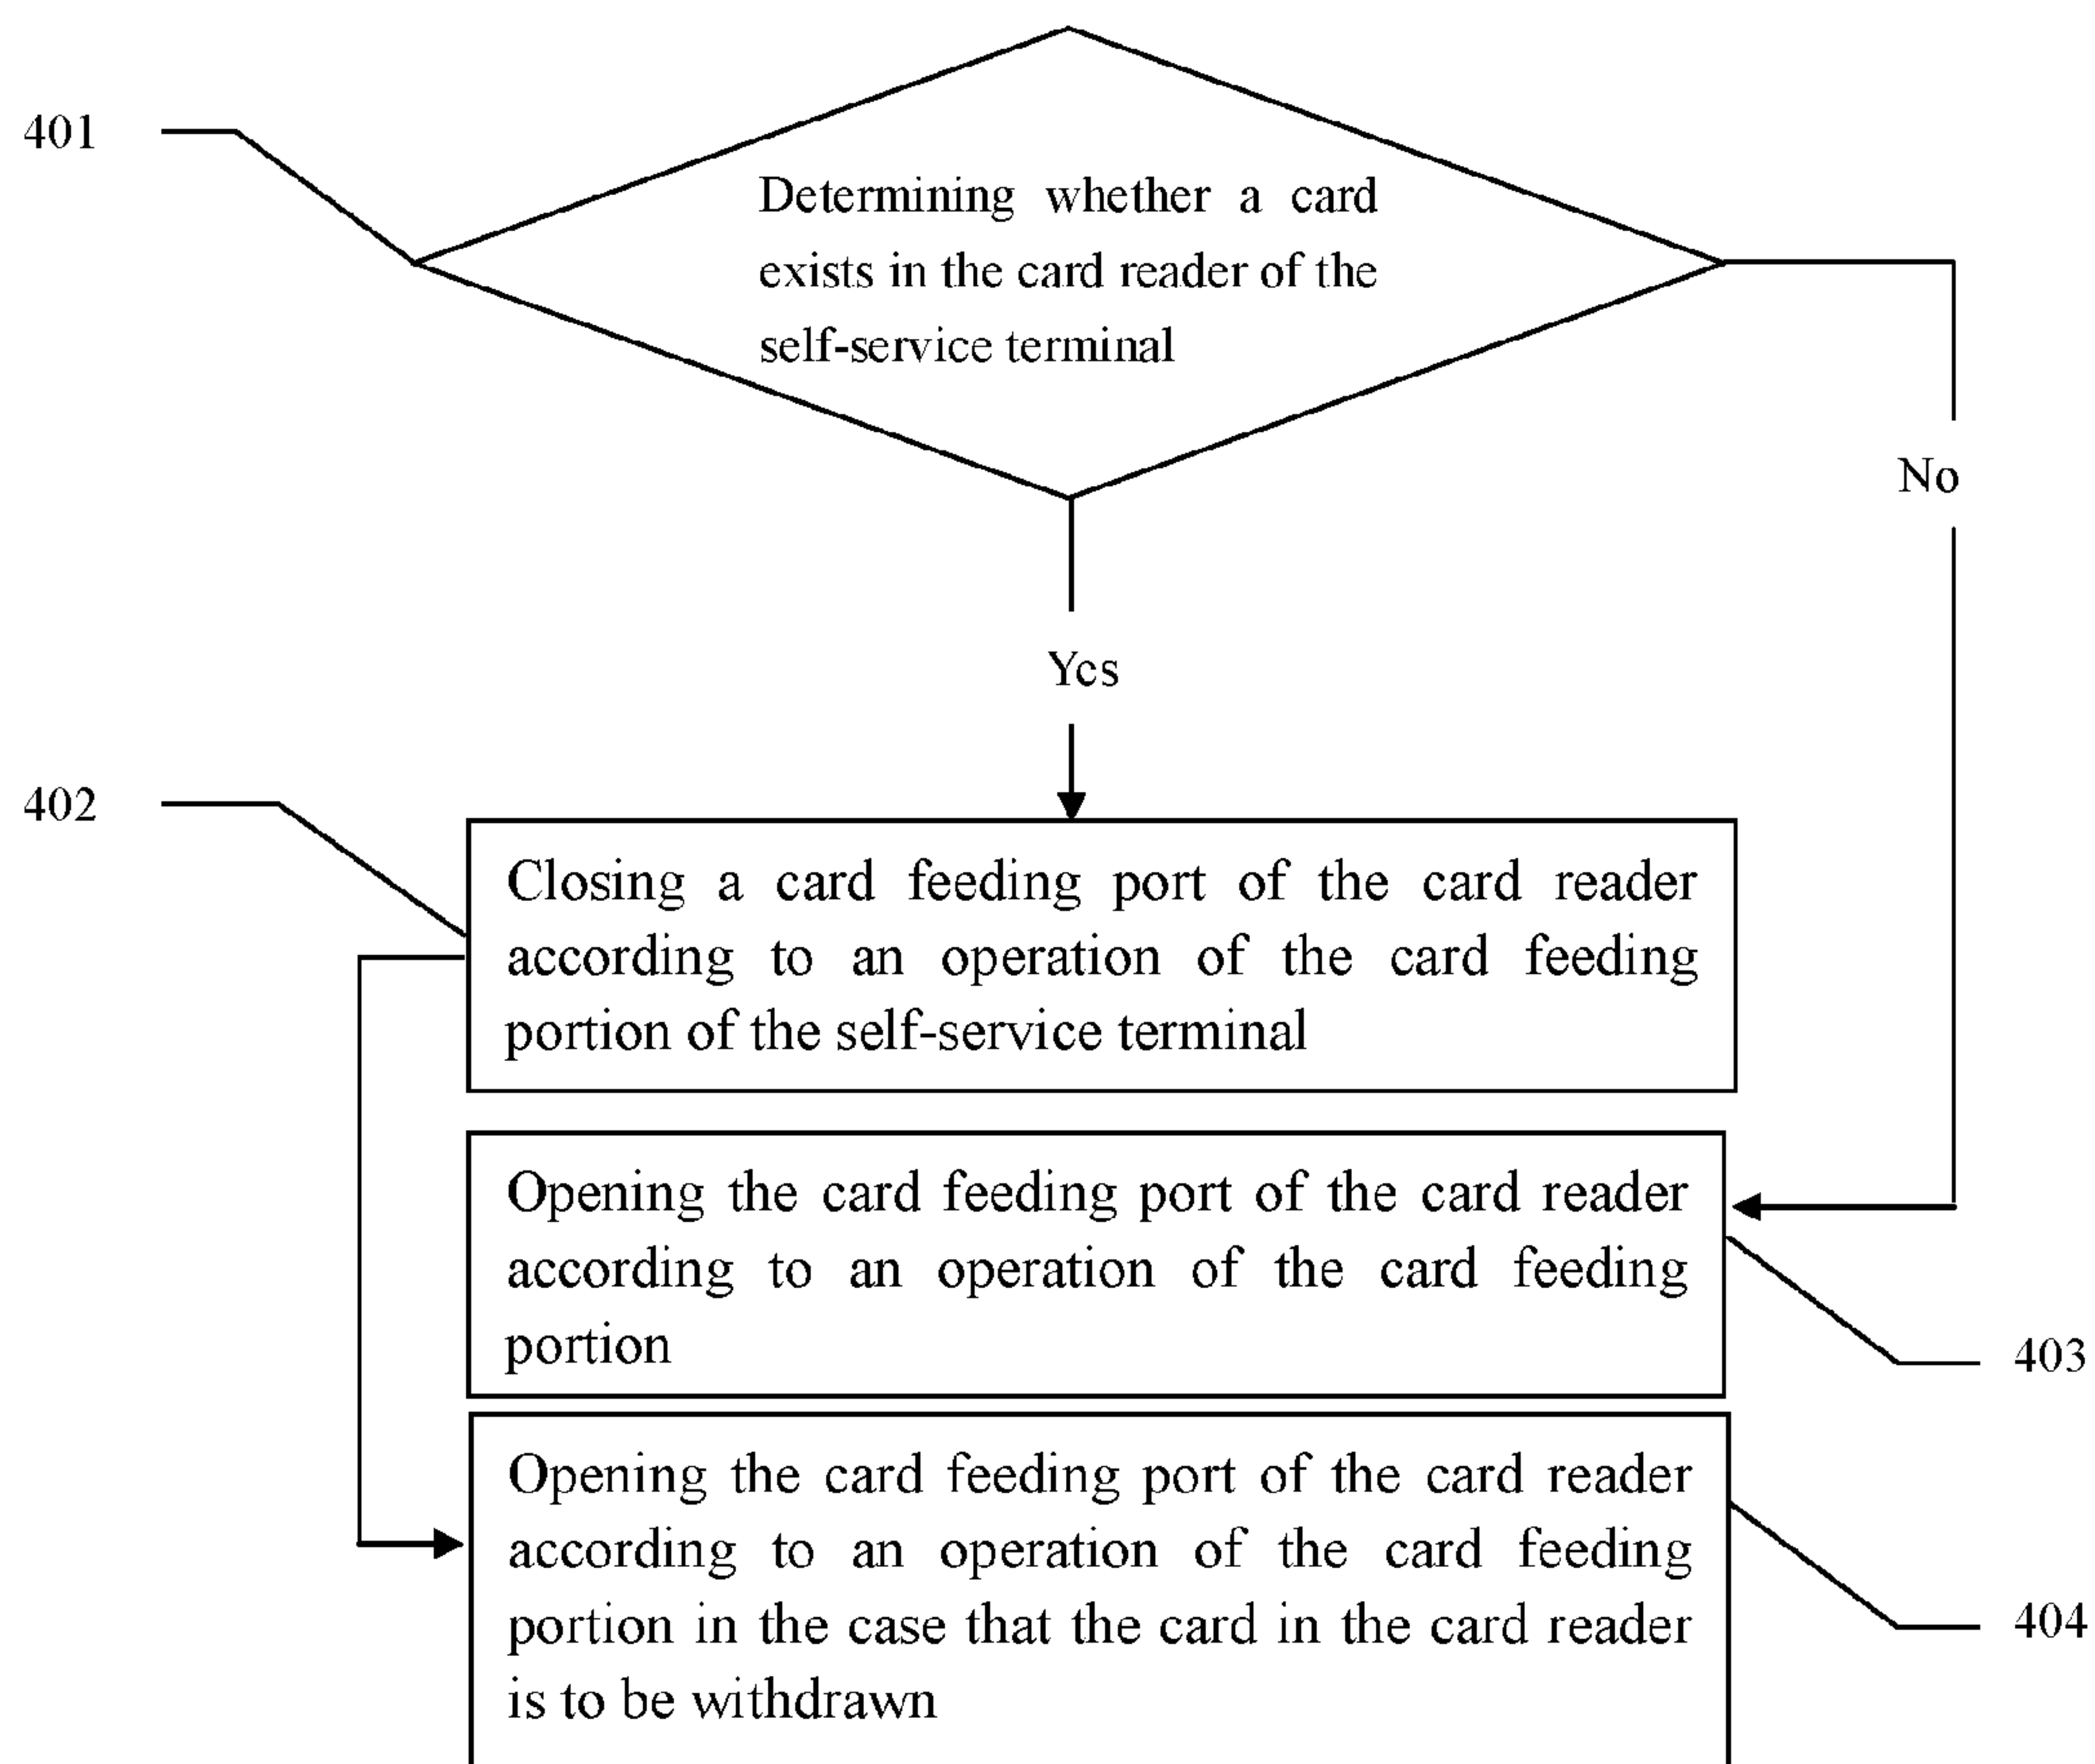 401
Determining whether a card
exists in the card reader of the
self-service terminal
No
Yes
402
Closing a card feeding port of the card reader
according to an operation of the card feeding
portion of the self-service terminal
Opening the card feeding port of the card reader
according to an operation of the card feeding
portion
403
Opening the card feeding port of the card reader
according to an operation of the card feeding
portion in the case that the card in the card reader
is to be withdrawn
404